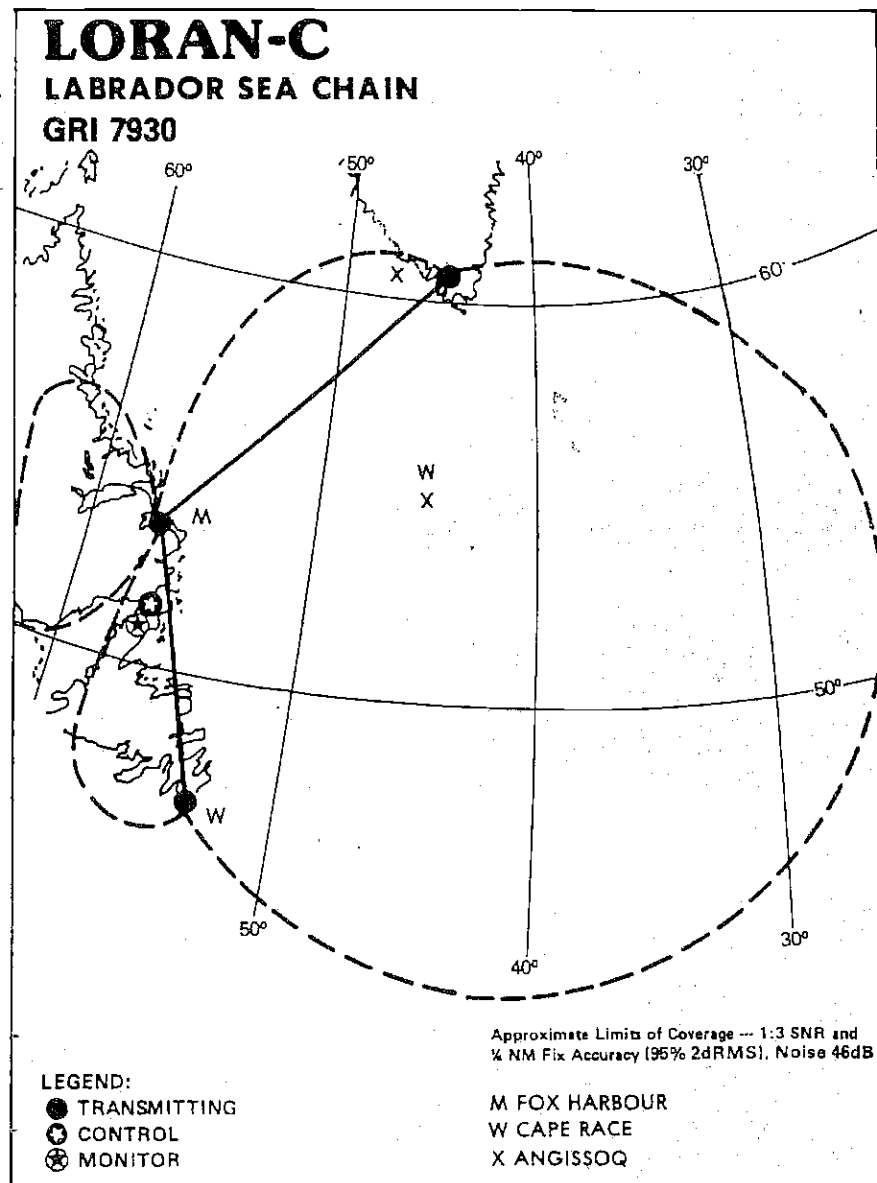 LORAN-C
LABRADOR SEA CHAIN
GRI 7930
60°
50°
40°
30°
X
60°
W
X
M
50°
W
50°
40°
30°
Approximate Limits of Coverage --- 1:3 SNR and
¼ NM Fix Accuracy (95% 2dRMS), Noise 46dB
LEGEND:
TRANSMITTING
CONTROL
MONITOR
M FOX HARBOUR
W CAPE RACE
X ANGISSOQ